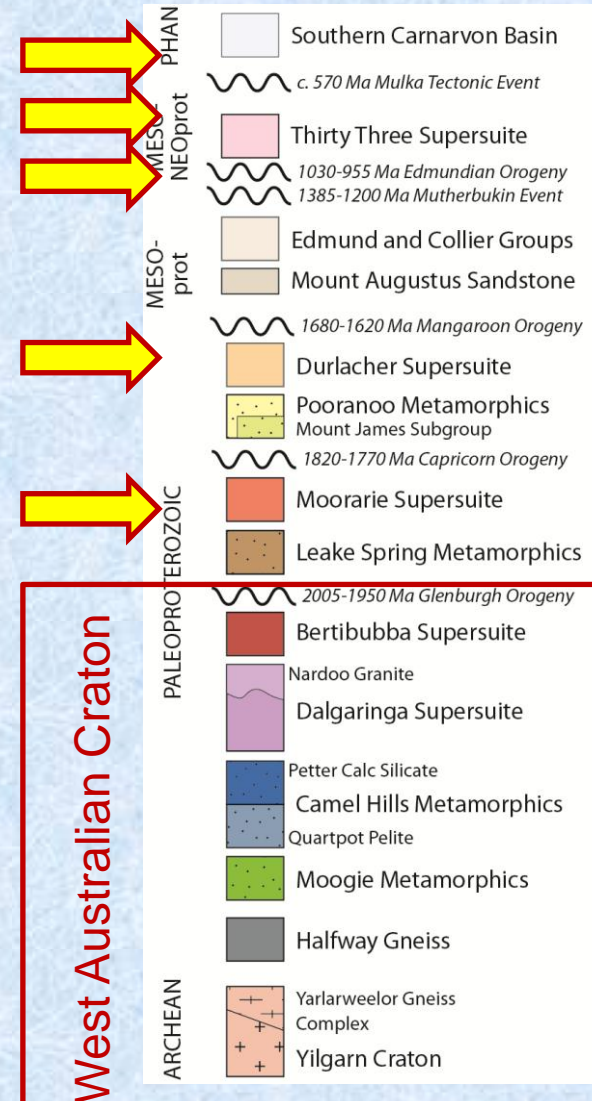 PHAN
Southern Carnarvon Basin
c. 570 Ma Mulka Tectonic Event
MESO-
NEOprot
Thirty Three Supersuite
1030-955 Ma Edmundian Orogeny
1385-1200 Ma Mutherbukin Event
MESO-
prot
Edmund and Collier Groups
Mount Augustus Sandstone
1680-1620 Ma Mangaroon Orogeny
Durlacher Supersuite
Pooranoo Metamorphics
Mount James Subgroup
1820-1770 Ma Capricorn Orogeny
PALEOPROTEROZOIC
Moorarie Supersuite
Leake Spring Metamorphics
2005-1950 Ma Glenburgh Orogeny
West Australian Craton
Bertibubba Supersuite
Nardoo Granite
Dalgaringa Supersuite
Petter Calc Silicate
Camel Hills Metamorphics
Quartpot Pelite
Moogie Metamorphics
Halfway Gneiss
ARCHEAN
Yarlarweelor Gneiss
Complex
Yilgarn Craton